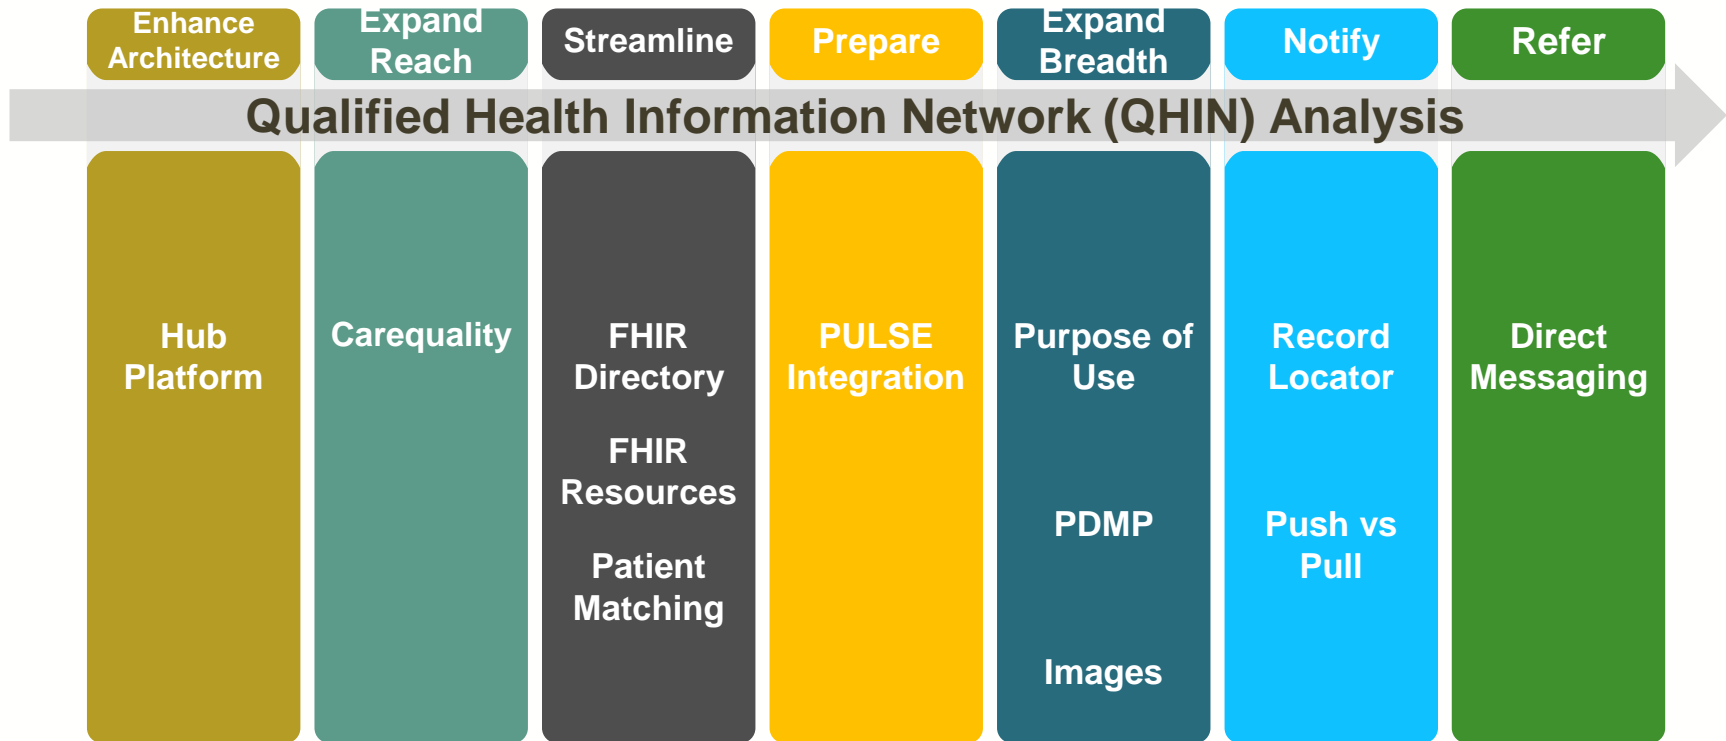 Enhance
Architecture
Expand
Reach
Streamline
Prepare
Expand
Breadth
Notify
Refer
Qualified Health Information Network (QHIN) Analysis
Hub
Platform
Carequality
FHIR
Directory
FHIR
Resources
Patient
Matching
PULSE
Integration
Purpose of
Use
PDMP
Images
Record
Locator
Push vs
Pull
Direct
Messaging